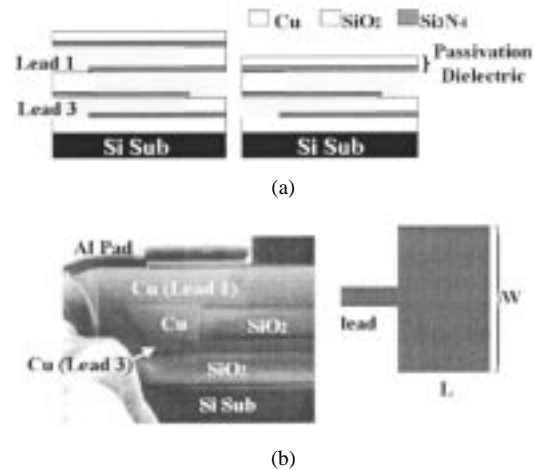 Cu SiO₂ Si₃N₄
Lead 1
Passivation
Dielectric
Lead 3
Si Sub Si Sub
(a)
Al Pad
Cu (Lead 1)
Cu SiO₂
W
lead
Cu (Lead 3)
SiO₂
Si Sub
L
(b)